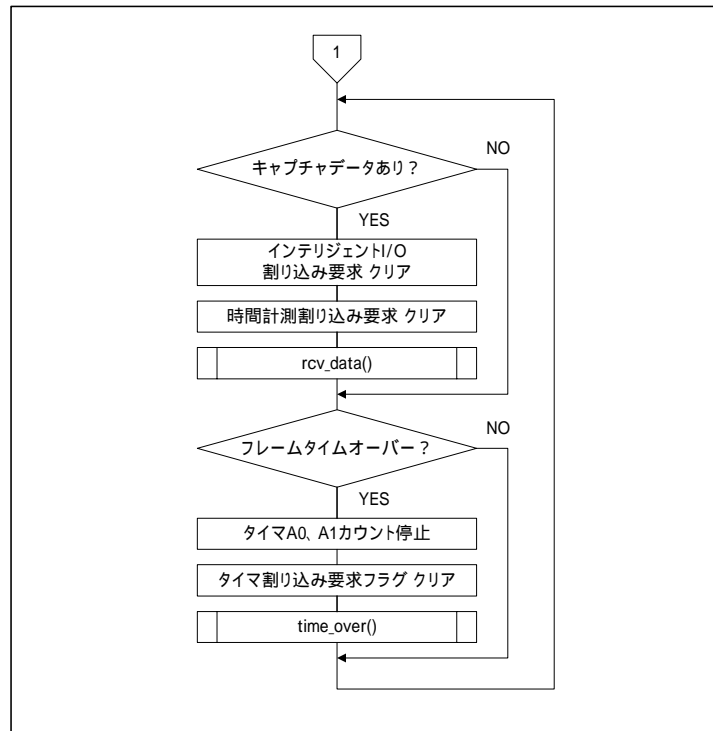 1
キャプチャデータあり？
NO
YES
インテリジェントI/O
割り込み要求 クリア
時間計測割り込み要求 クリア
rcv_data()
フレームタイムオーバー？
NO
YES
タイマA0、A1カウント停止
タイマ割り込み要求フラグ クリア
time_over()